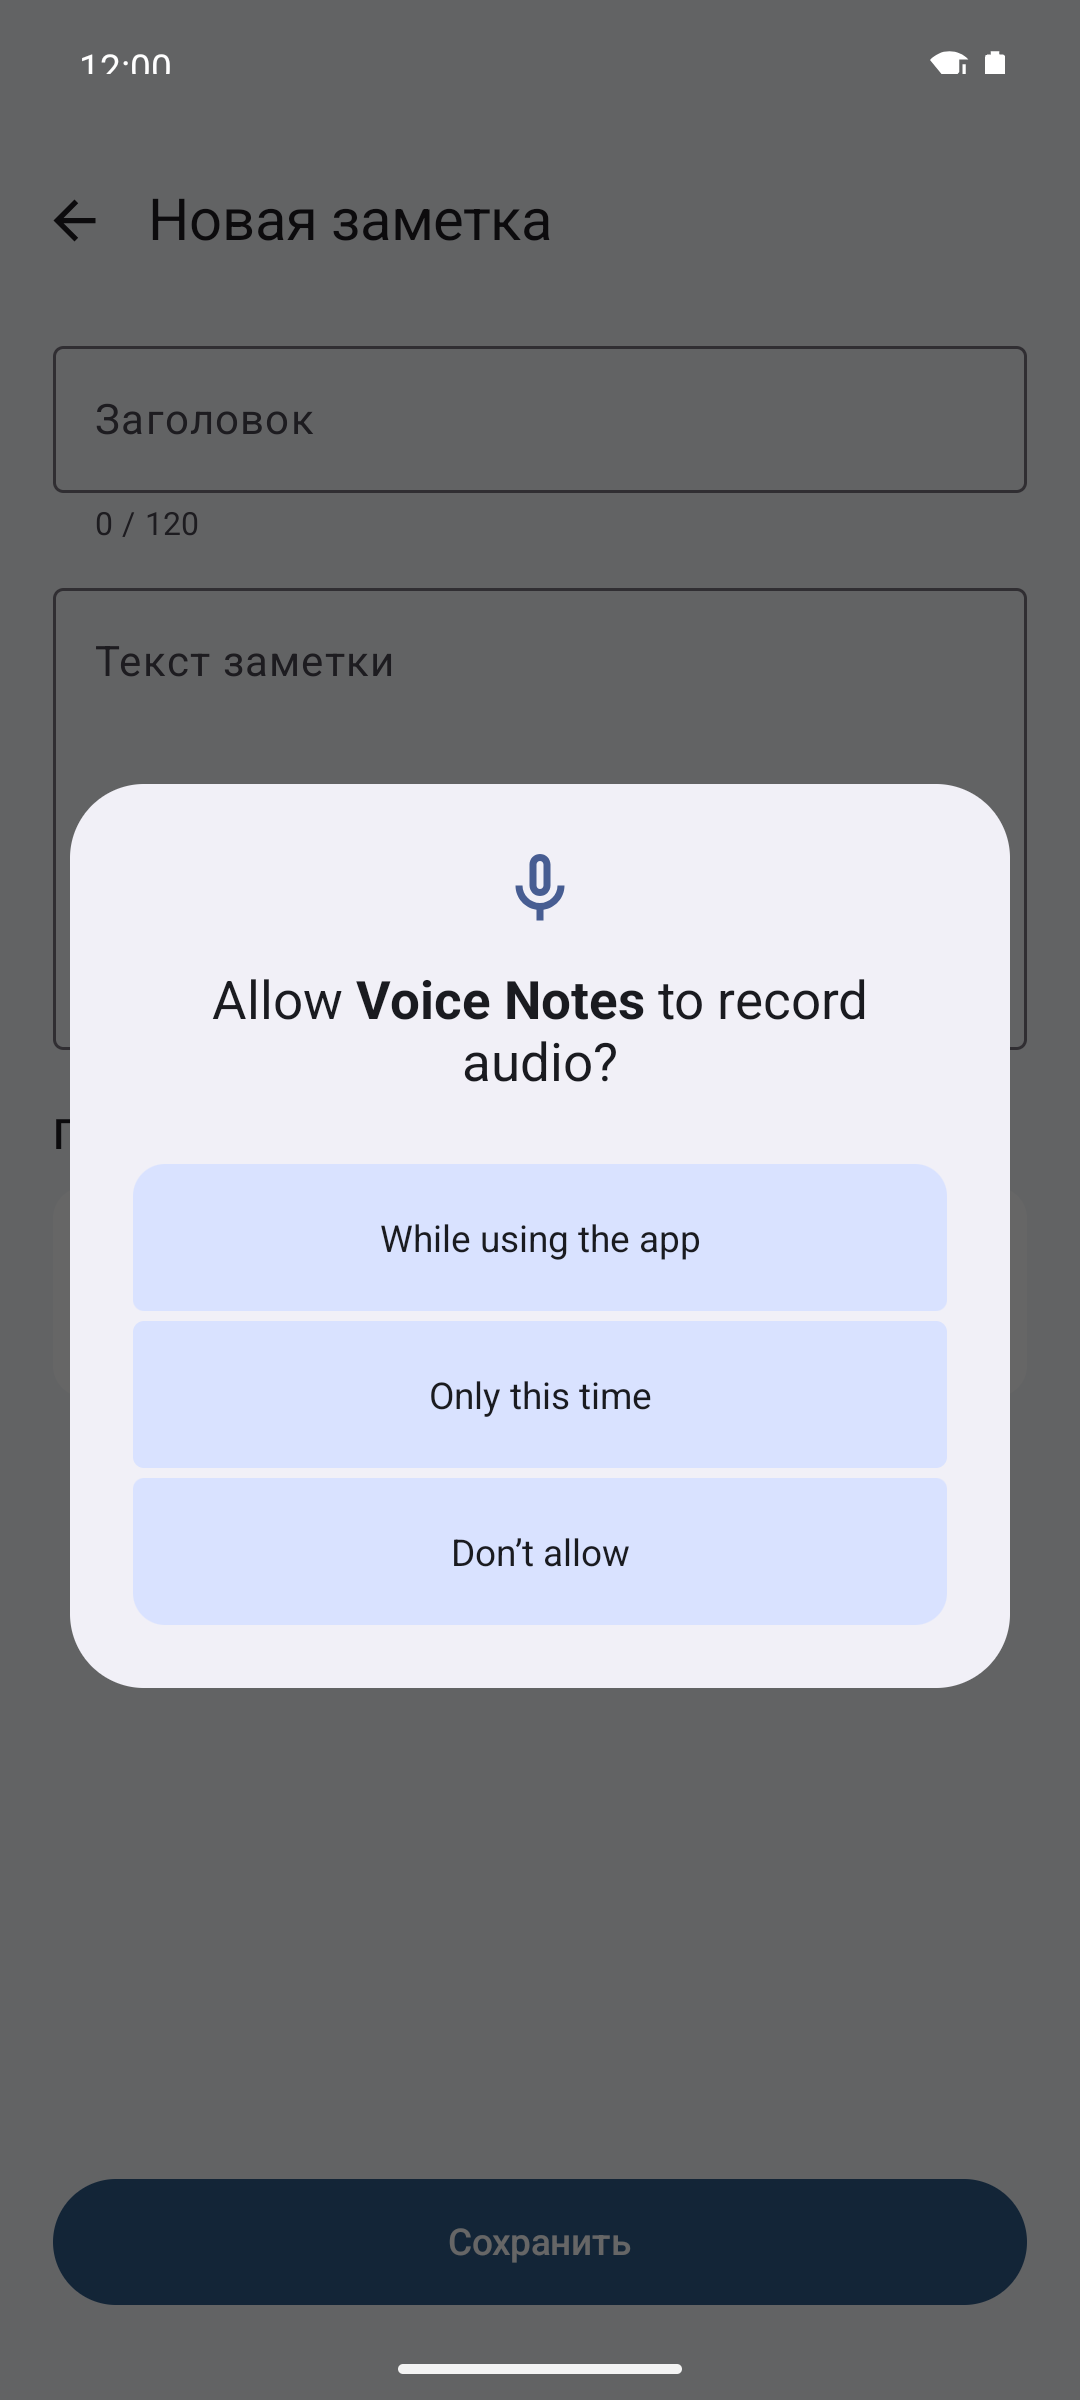 12:00
Новая заметка
Заголовок
0 / 120
Текст заметки
Allow Voice Notes to record
audio?
While using the app
Only this time
Don’t allow
Сохранить